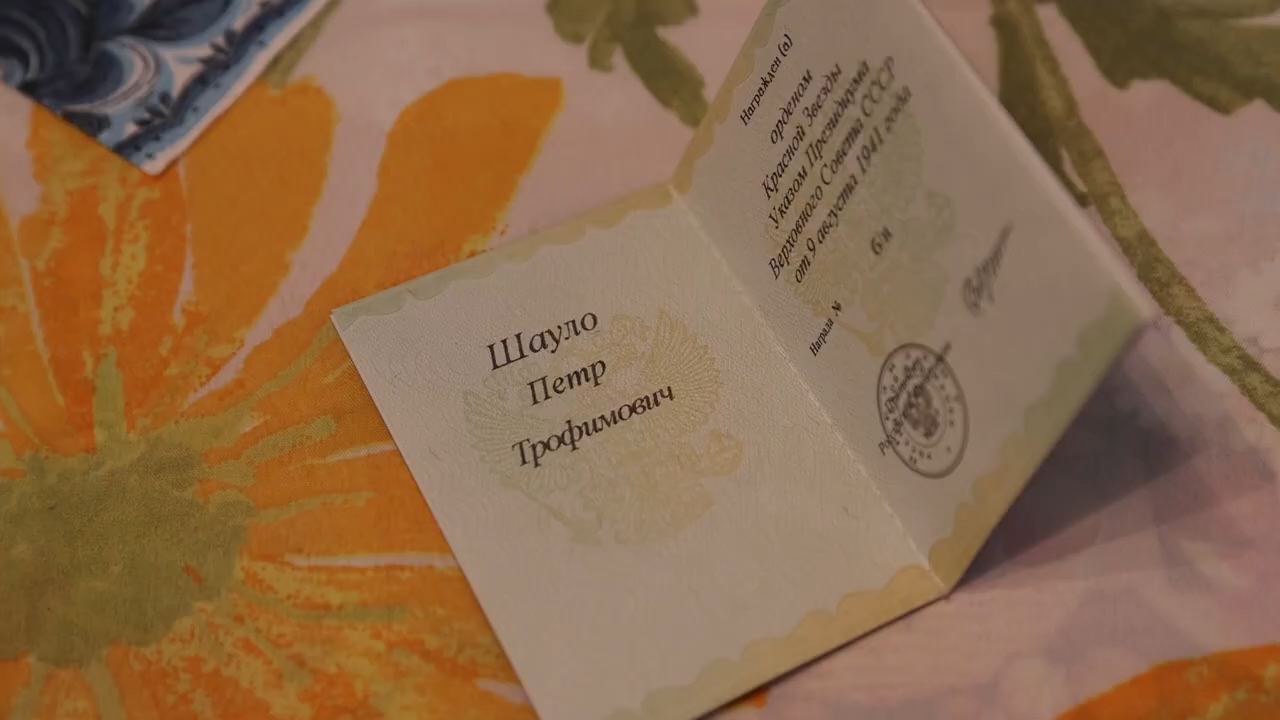 Шауло
Петр
Трофимович
Награжден (а)
орденом
Красной Звезды
Указом Президиума
Верховного Совета СССР
от 9 августа 1941 года
Награда №
б/н